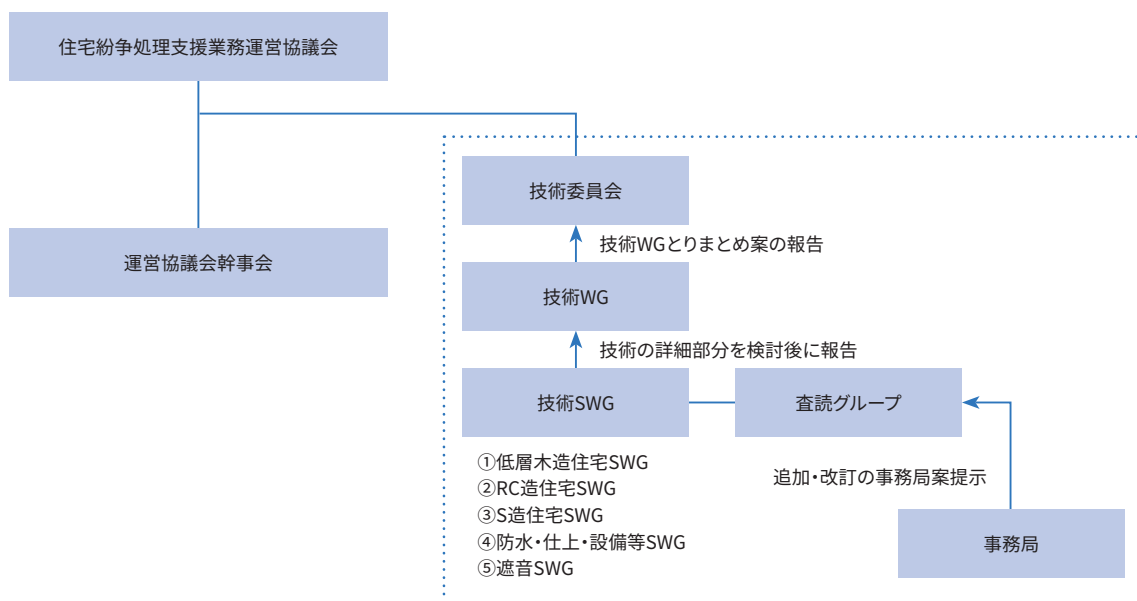 住宅紛争処理支援業務運営協議会
技術委員会
運営協議会幹事会
技術WGとりまとめ案の報告
技術WG
技術の詳細部分を検討後に報告
技術SWG
査読グループ
①低層木造住宅SWG
②RC造住宅SWG
③S造住宅SWG
④防水・仕上・設備等SWG
⑤遮音SWG
追加・改訂の事務局案提示
事務局